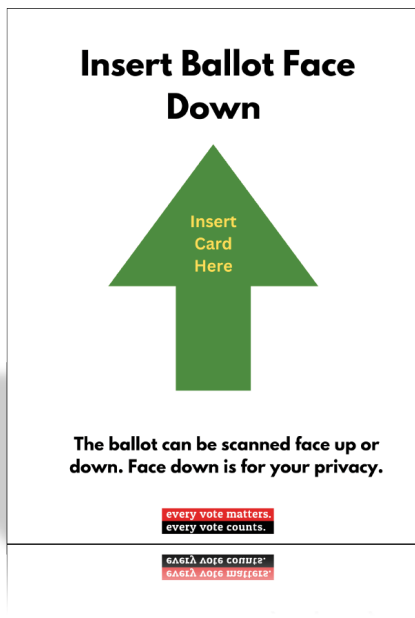 Insert Ballot Face
Down
Insert
Card
Here
The ballot can be scanned face up or
down. Face down is for your privacy.
every vote matters.
every vote counts.